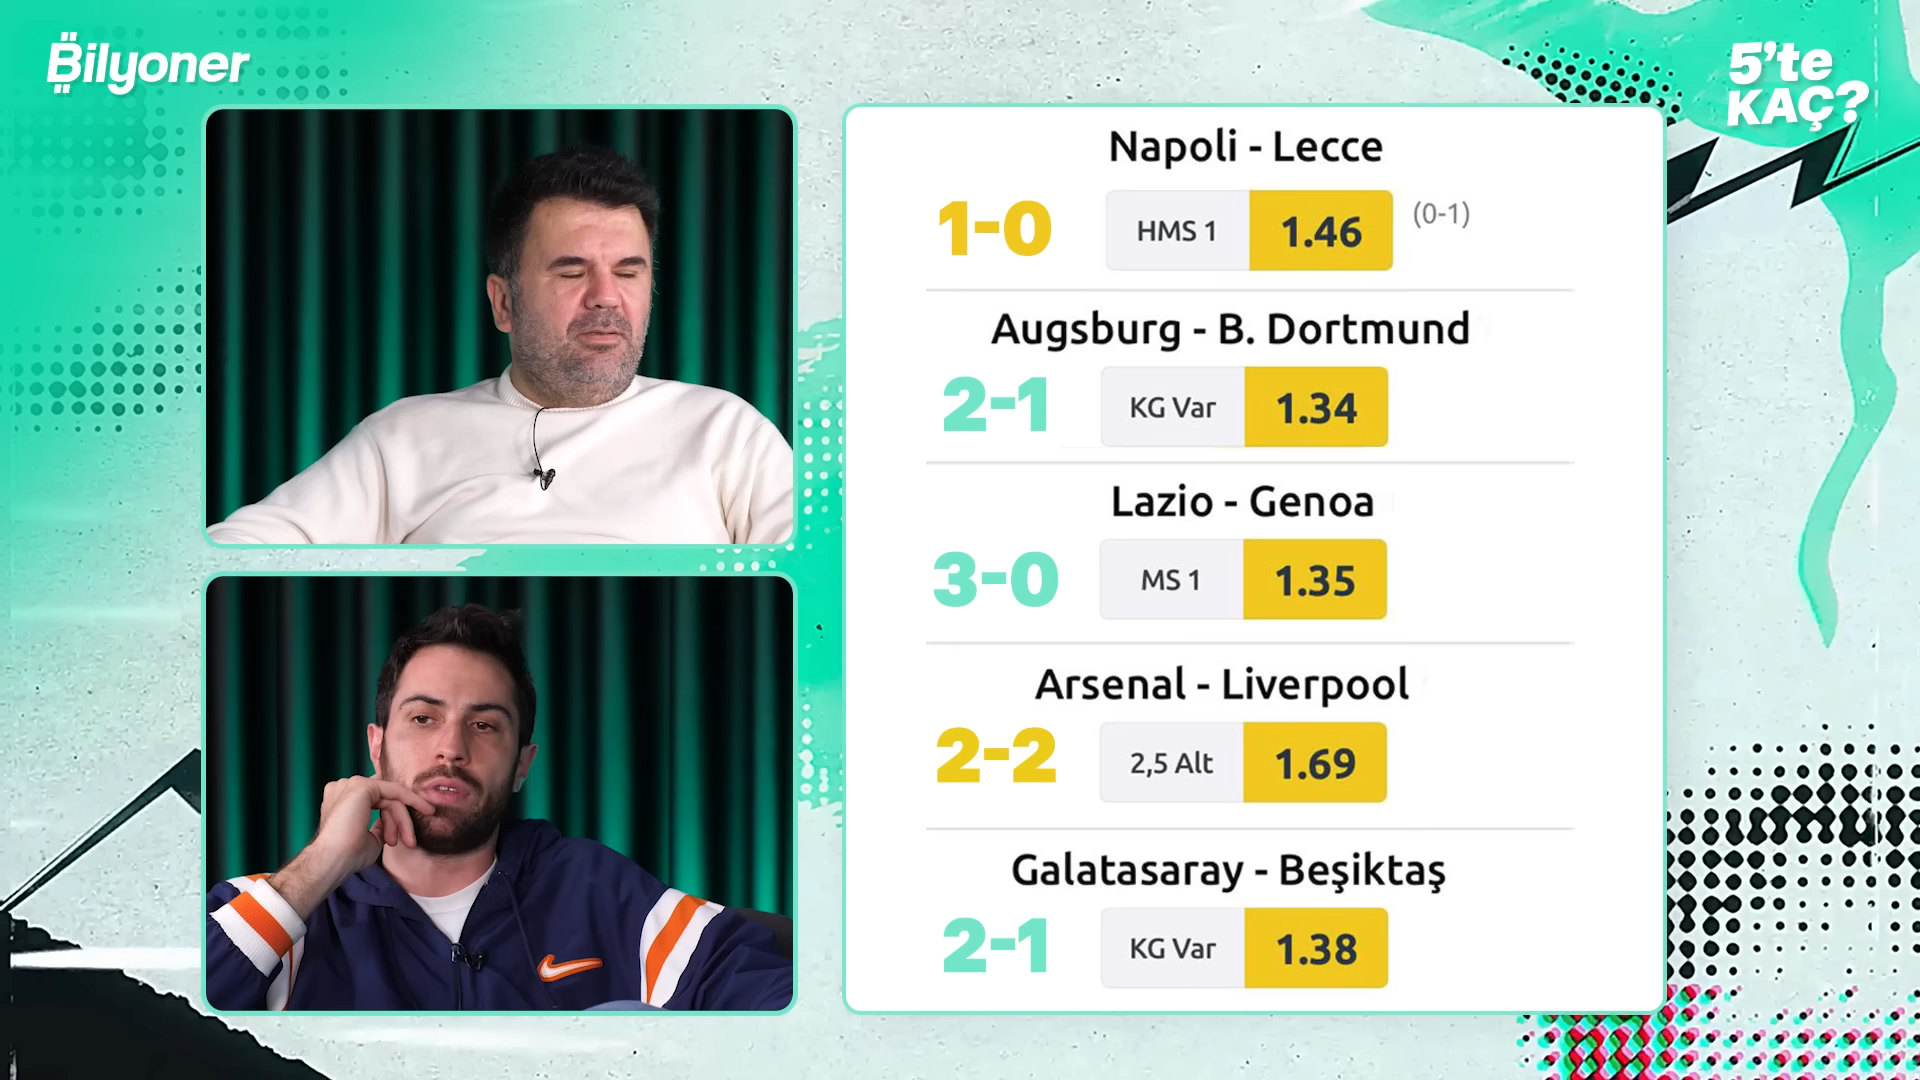 Bilyoner
5'te
KAÇ?
Napoli - Lecce
1-0 HMS 1 1.46 (0-1)
Augsburg - B. Dortmund
2-1 KG Var 1.34
Lazio - Genoa
3-0 MS 1 1.35
Arsenal - Liverpool
2-2 2,5 Alt 1.69
Galatasaray - Beşiktaş
2-1 KG Var 1.38